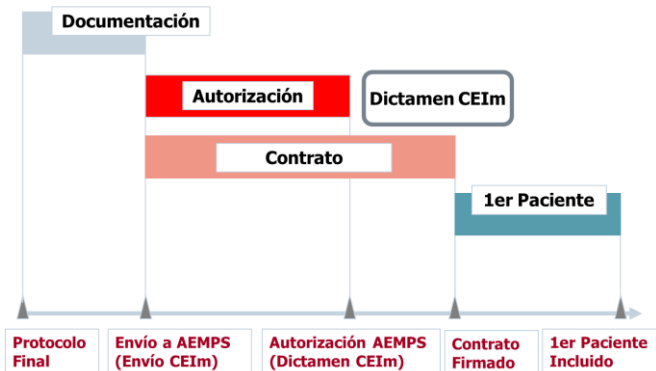 Documentación
Autorización
Dictamen CEIm
Contrato
1er Paciente
Protocolo
Final
Envío a AEMPS
(Envío CEIm)
Autorización AEMPS
(Dictamen CEIm)
Contrato
Firmado
1er Paciente
Incluido